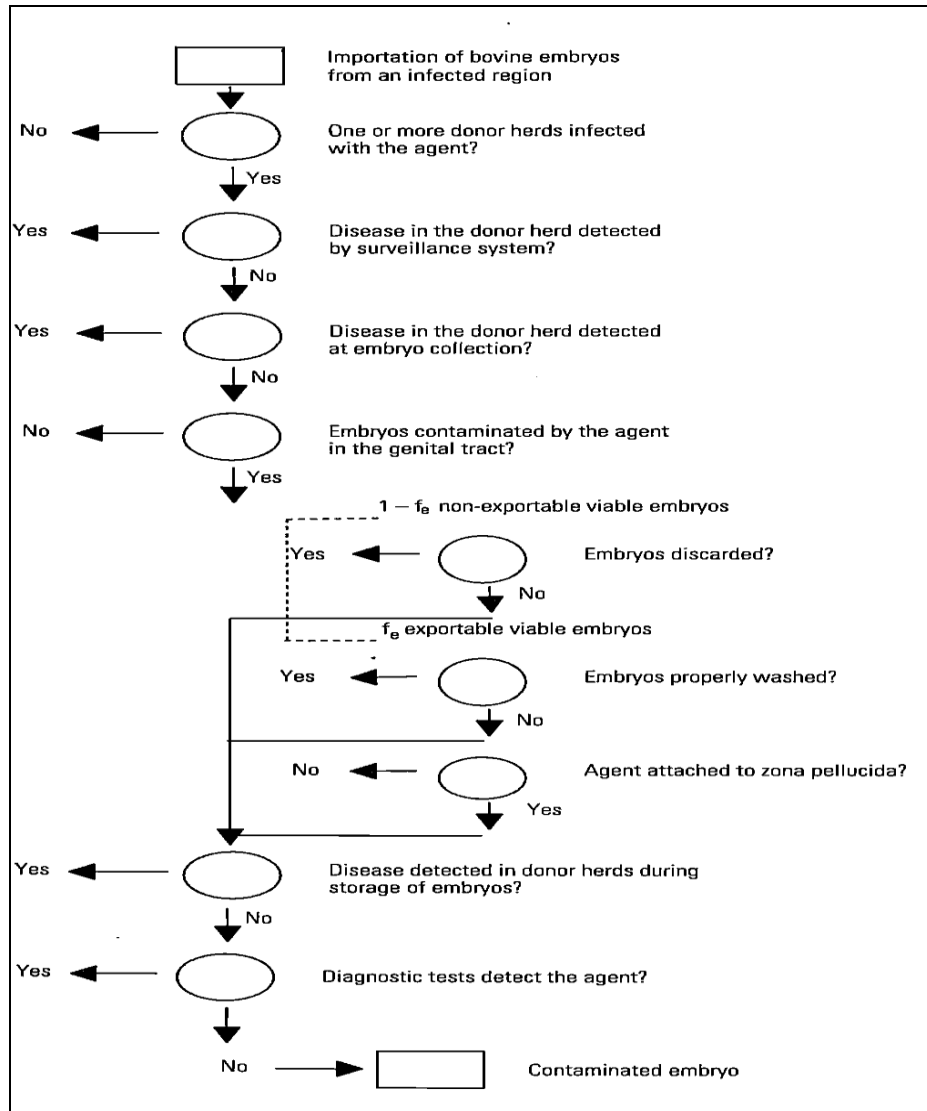 Importation of bovine embryos
from an infected region
No
One or more donor herds infected
with the agent?
Yes
Yes
Disease in the donor herd detected
by surveillance system?
No
Yes
Disease in the donor herd detected
at embryo collection?
No
No
Embryos contaminated by the agent
in the genital tract?
Yes
1 – fe non-exportable viable embryos
Yes
Embryos discarded?
No
fe exportable viable embryos
Yes
Embryos properly washed?
No
No
Agent attached to zona pellucida?
Yes
Yes
Disease detected in donor herds during
storage of embryos?
No
Yes
Diagnostic tests detect the agent?
No
Contaminated embryo